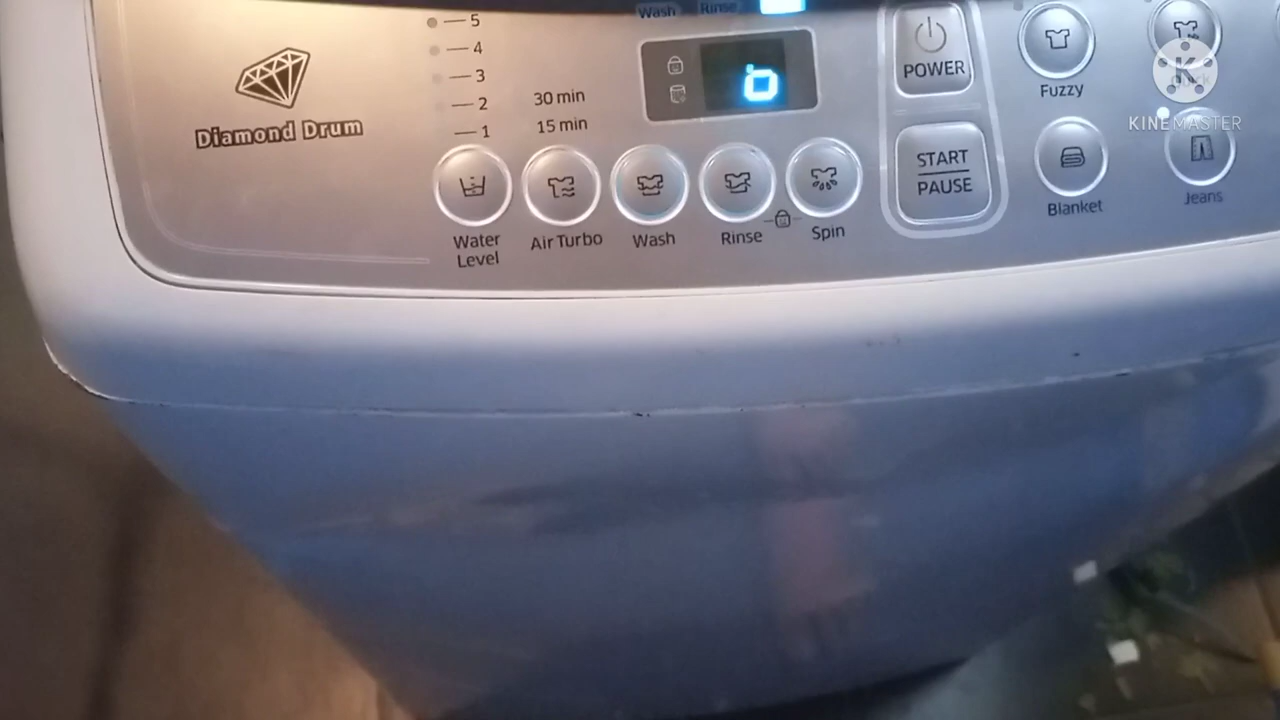 Wash Rinse
5
4
3
2
1
30 min
15 min
Diamond Drum
Water
Level
Air Turbo
Wash
Rinse
Spin
POWER
START
PAUSE
Fuzzy
Blanket
Jeans
K
KINEMASTER